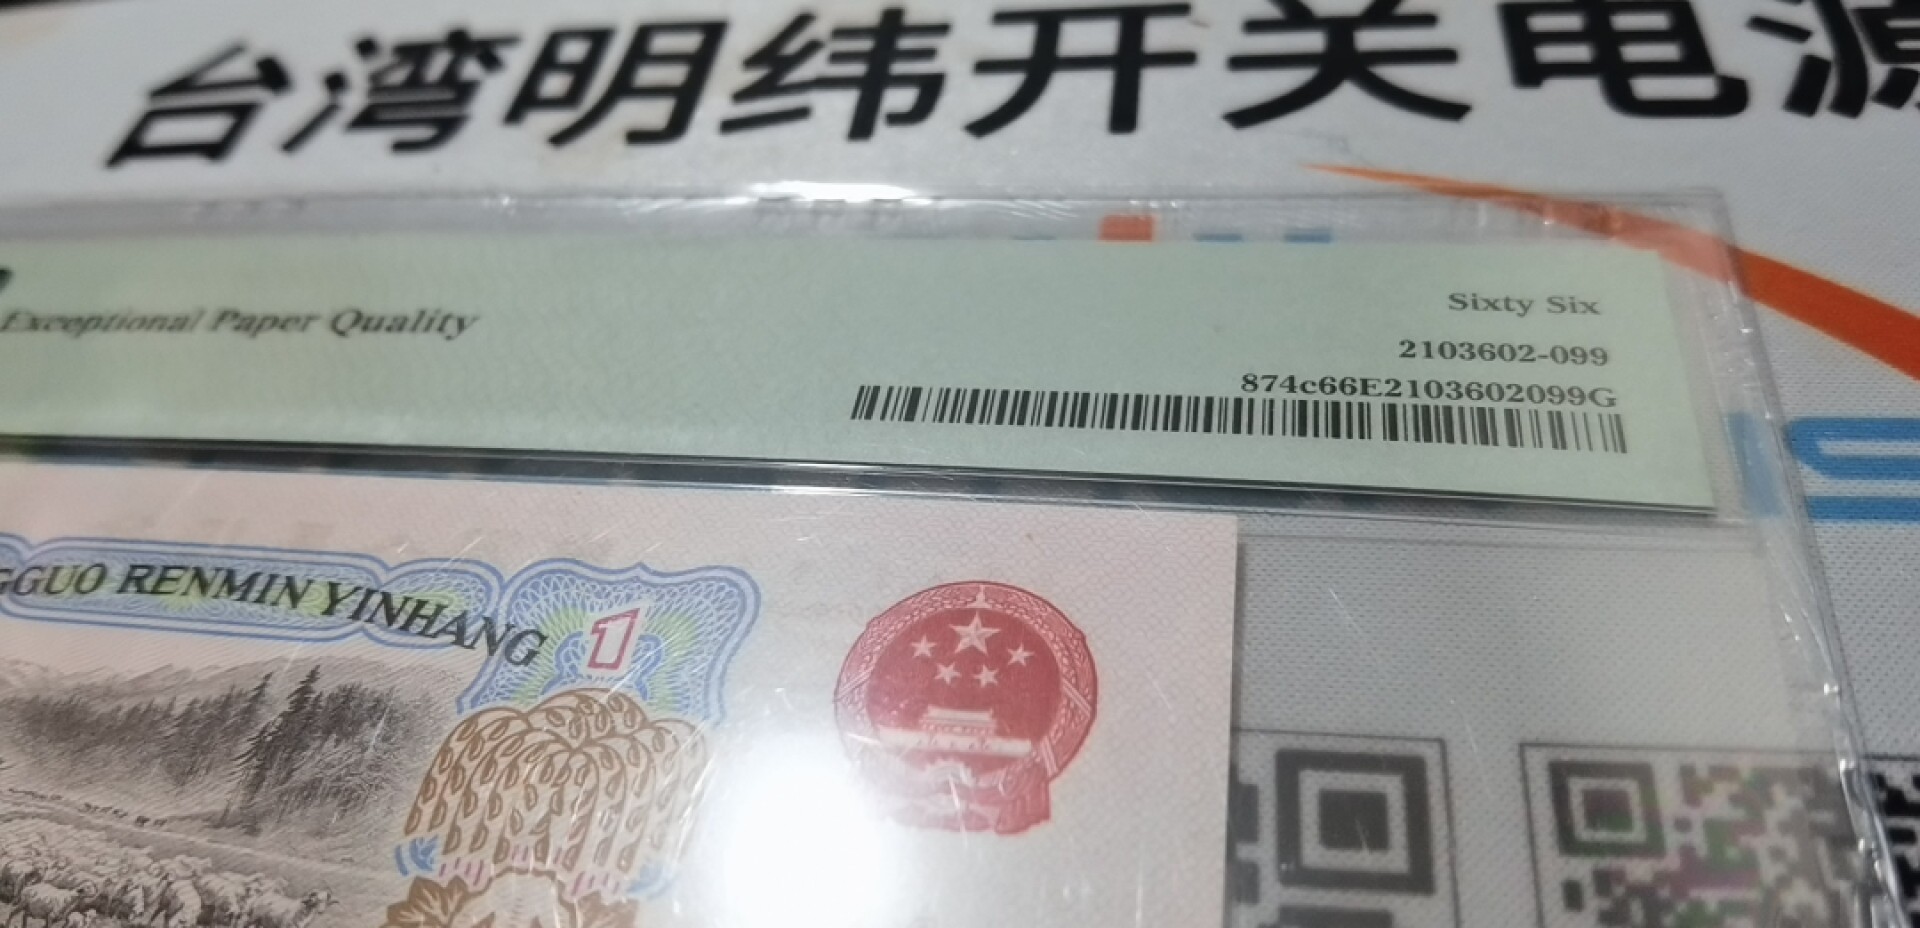 台湾明纬开关电源
Exceptional Paper Quality
Sixty Six
2103602-099
874c66E2103602099G
GGUO RENMIN YINHANG
1